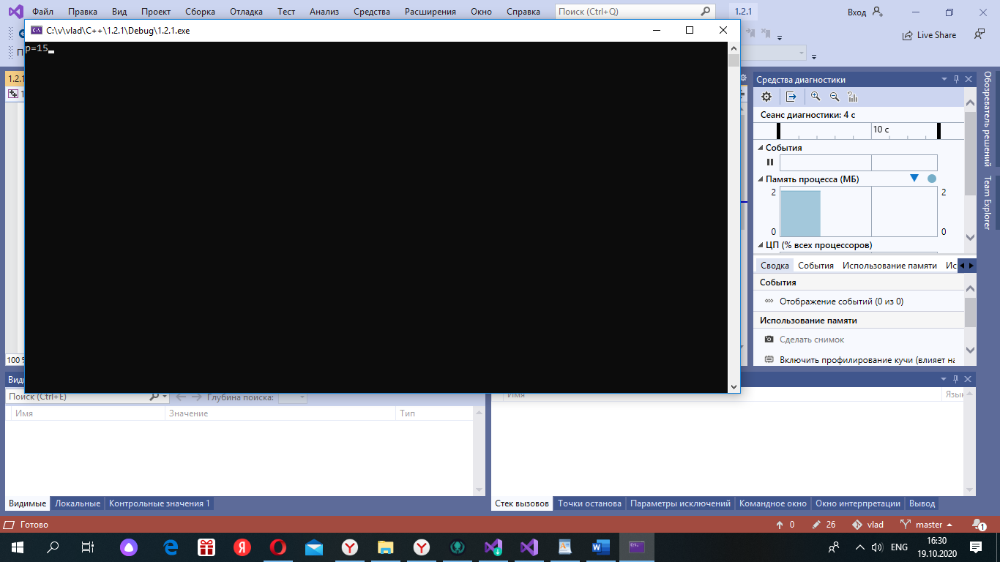 Файл Правка Вид Проект Сборка Отладка Тест Анализ Средства Расширения Окно Справка Поиск (Ctrl+Q) 1.2.1 Вход
C:\v\vlad\C++\1.2.1\Debug\1.2.1.exe
Live Share
p=15
1.2.1
Средства диагностики
Сеанс диагностики: 4 с
10 с
События
Память процесса (МБ)
2 2
0 0
ЦП (% всех процессоров)
Сводка События Использование памяти Ис
События
Отображение событий (0 из 0)
Использование памяти
Сделать снимок
Включить профилирование кучи (влияет на
Обозреватель решений
Team Explorer
100 %
Вид
Поиск (Ctrl+E) Глубина поиска:
Имя Значение Тип
Имя Язык
Видимые Локальные Контрольные значения 1
Стек вызовов Точки останова Параметры исключений Командное окно Окно интерпретации Вывод
Готово 0 26 vlad master 1
ENG
16:30
19.10.2020